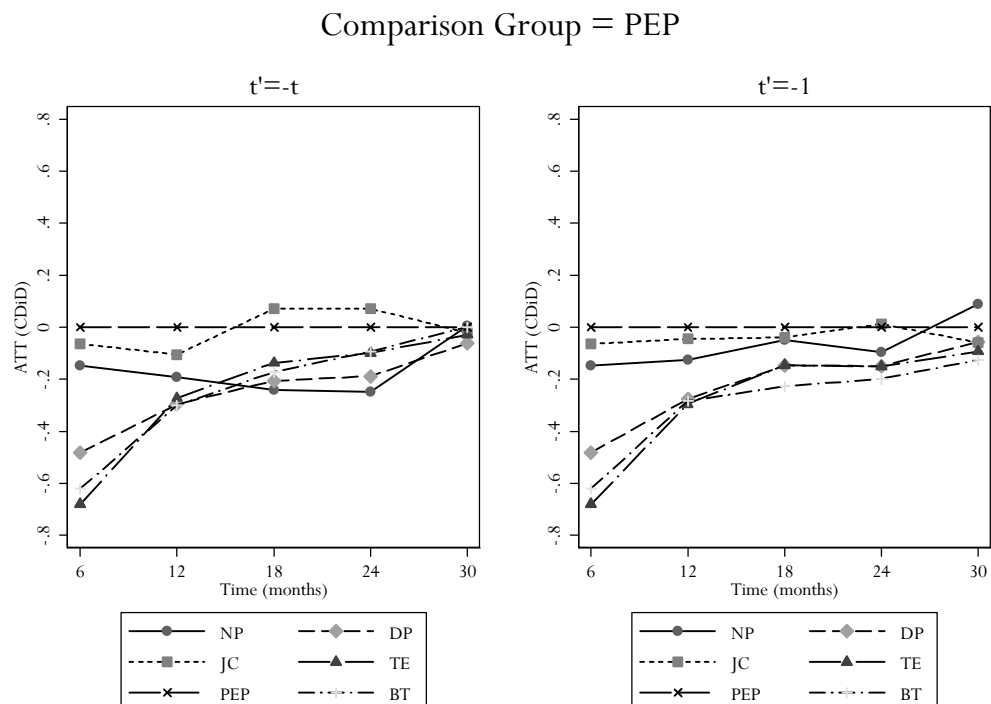 Comparison Group = PEP
t'=-t
ATT (CDiD)
.8
.6
.4
.2
0
-.2
-.4
-.6
-.8
6 12 18 24 30
Time (months)
NP DP
JC TE
PEP BT
t'=-1
ATT (CDiD)
.8
.6
.4
.2
0
-.2
-.4
-.6
-.8
6 12 18 24 30
Time (months)
NP DP
JC TE
PEP BT